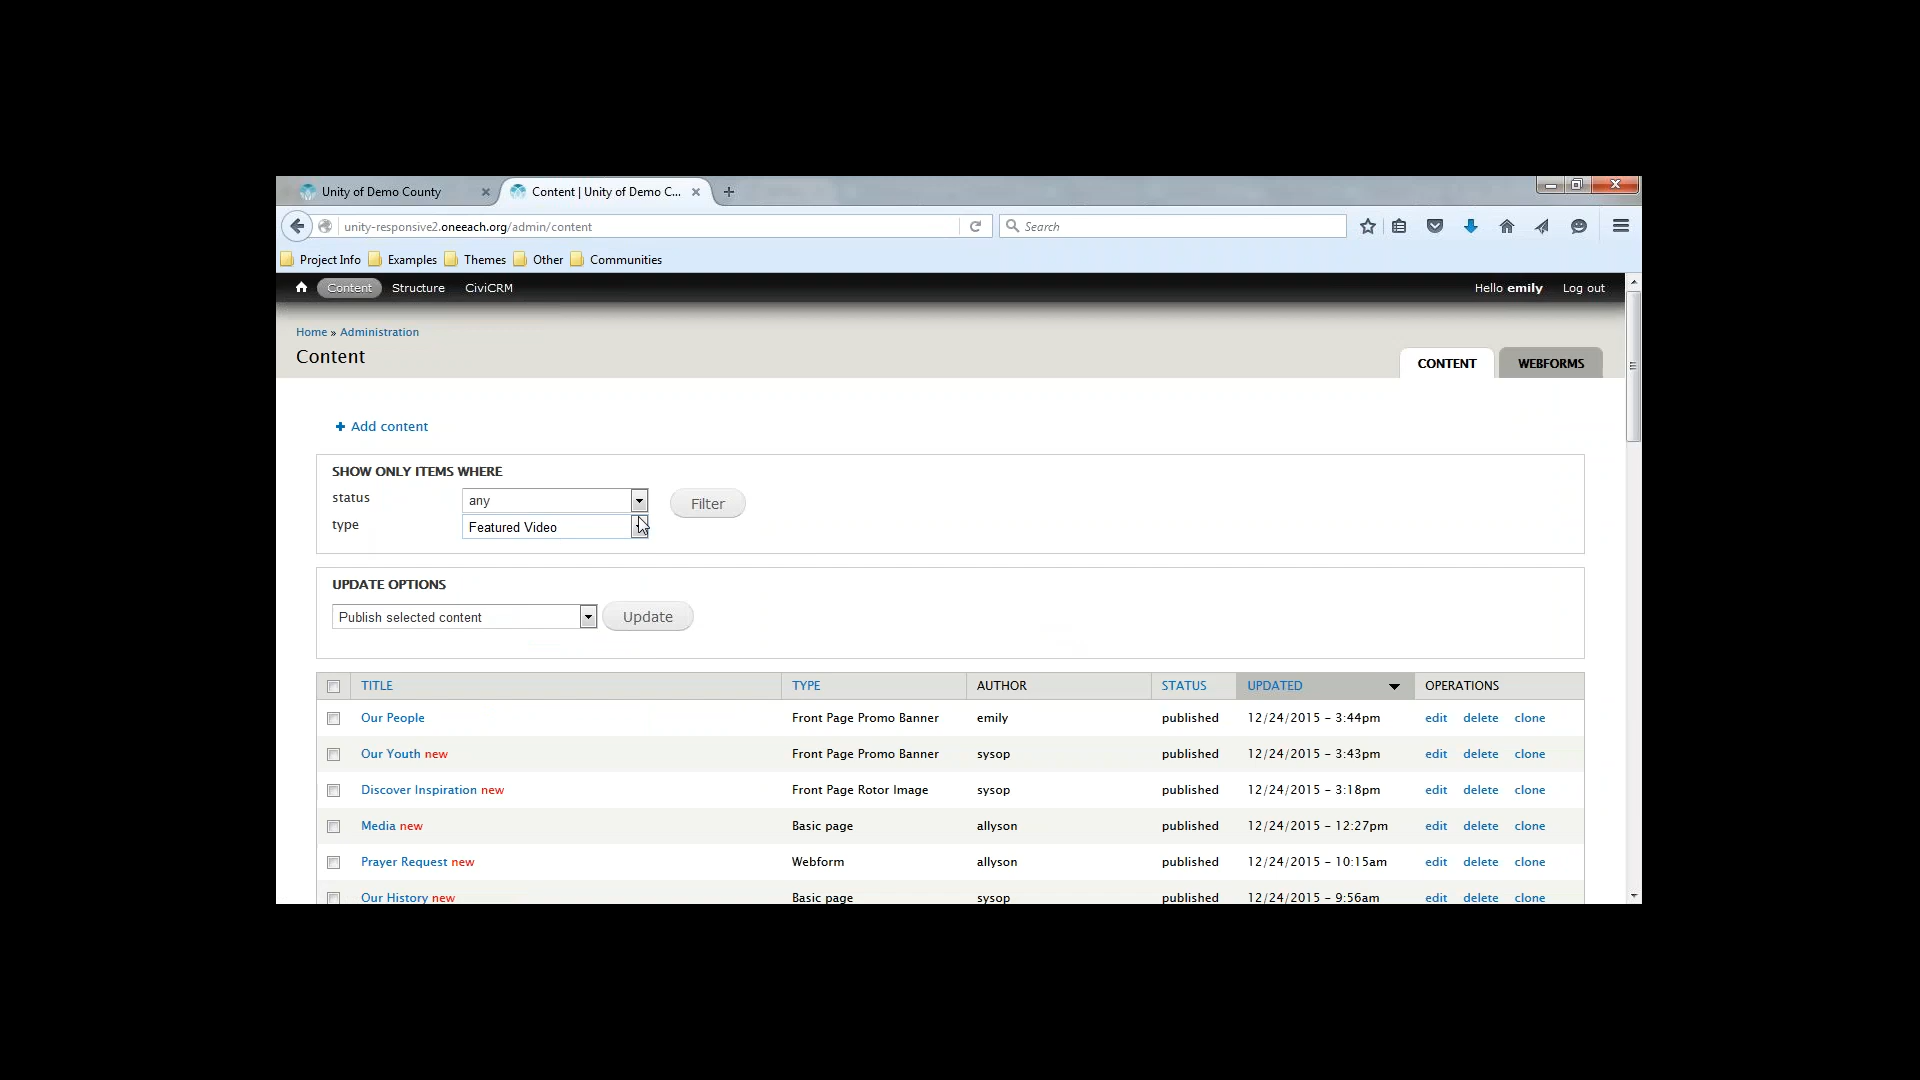 Unity of Demo County
Content | Unity of Demo C...
unity-responsive2.oneeach.org/admin/content
Search
Project Info Examples Themes Other Communities
Content Structure CiviCRM
Hello emily Log out
Home » Administration
Content
CONTENT WEBFORMS
Add content
SHOW ONLY ITEMS WHERE
status any Filter
type Featured Video
UPDATE OPTIONS
Publish selected content Update
TITLE TYPE AUTHOR STATUS UPDATED OPERATIONS
Our People Front Page Promo Banner emily published 12/24/2015 - 3:44pm edit delete clone
Our Youth new Front Page Promo Banner sysop published 12/24/2015 - 3:43pm edit delete clone
Discover Inspiration new Front Page Rotor Image sysop published 12/24/2015 - 3:18pm edit delete clone
Media new Basic page allyson published 12/24/2015 - 12:27pm edit delete clone
Prayer Request new Webform allyson published 12/24/2015 - 10:15am edit delete clone
Our History new Basic page sysop published 12/24/2015 - 9:56am edit delete clone